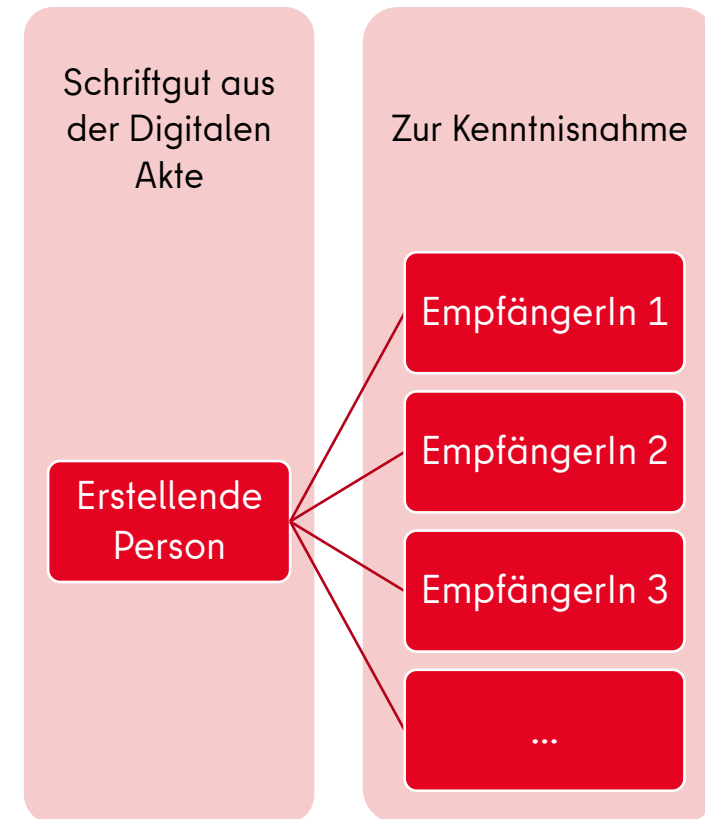 Schriftgut aus
der Digitalen
Akte
Zur Kenntnisnahme
Erstellende
Person
EmpfängerIn 1
EmpfängerIn 2
EmpfängerIn 3
...